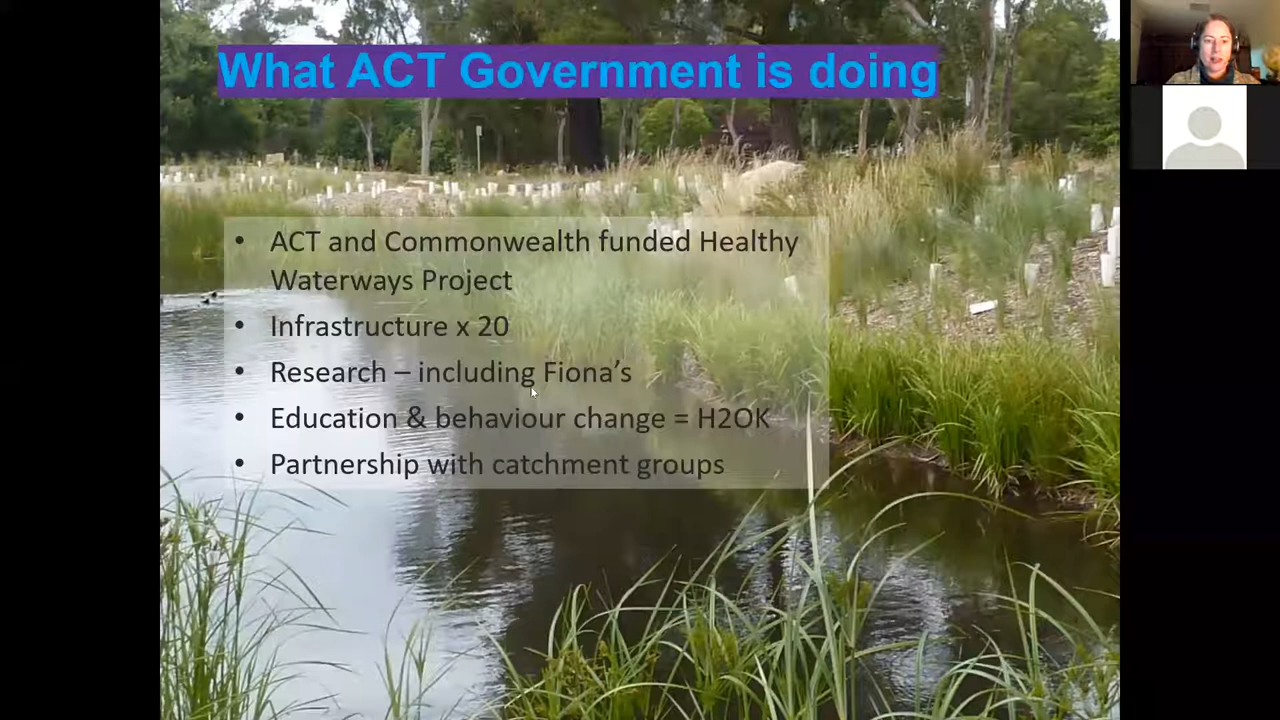 What ACT Government is doing
• ACT and Commonwealth funded Healthy
Waterways Project
• Infrastructure x 20
• Research – including Fiona’s
• Education & behaviour change = H2OK
• Partnership with catchment groups